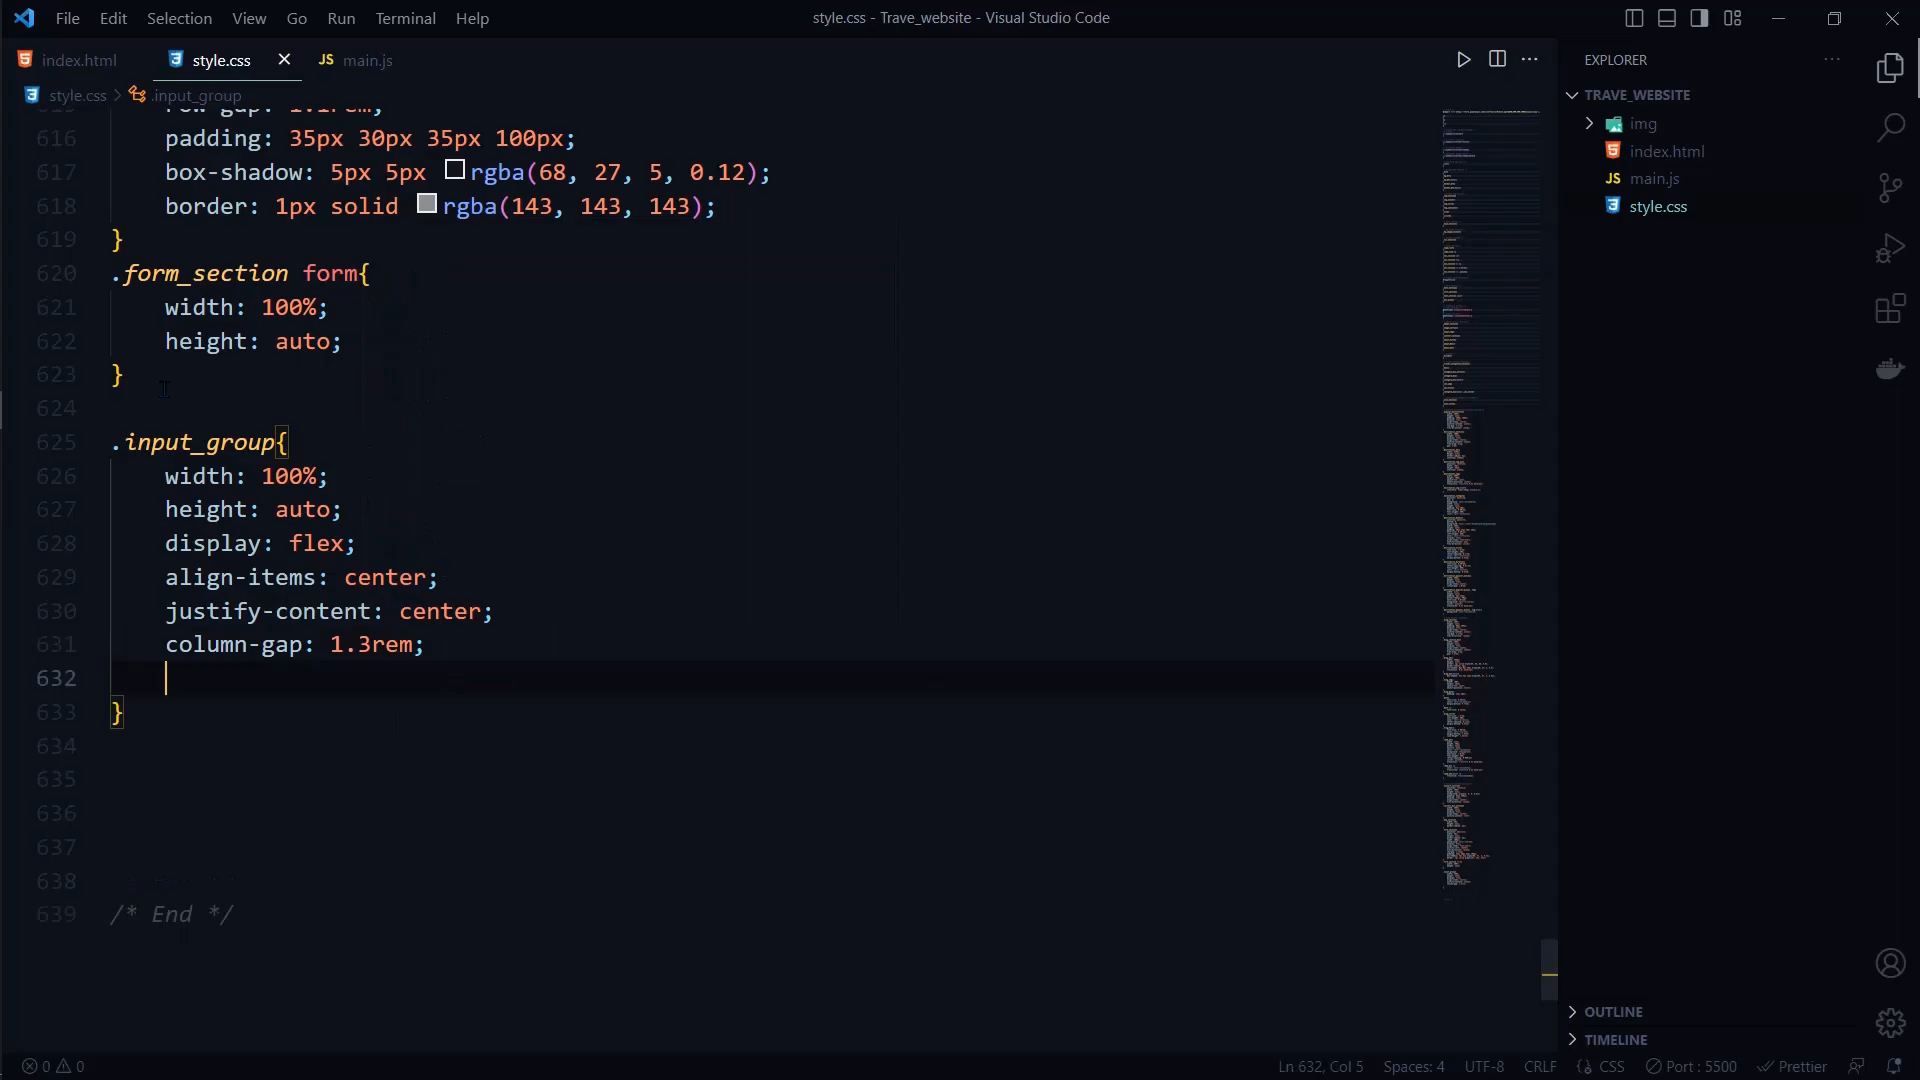 File Edit Selection View Go Run Terminal Help
style.css - Trave_website - Visual Studio Code
index.html style.css JS main.js
style.css > .input_group
row-gap: 1.1rem;
616 padding: 35px 30px 35px 100px;
617 box-shadow: 5px 5px rgba(68, 27, 5, 0.12);
618 border: 1px solid rgba(143, 143, 143);
619 }
620 .form_section form{
621 width: 100%;
622 height: auto;
623 }
624
625 .input_group{
626 width: 100%;
627 height: auto;
628 display: flex;
629 align-items: center;
630 justify-content: center;
631 column-gap: 1.3rem;
632
633 }
634
635
636
637
638
639 /* End */
EXPLORER
TRAVE_WEBSITE
img
index.html
JS main.js
style.css
OUTLINE
TIMELINE
0 0 Ln 632, Col 5 Spaces: 4 UTF-8 CRLF CSS Port : 5500 Prettier